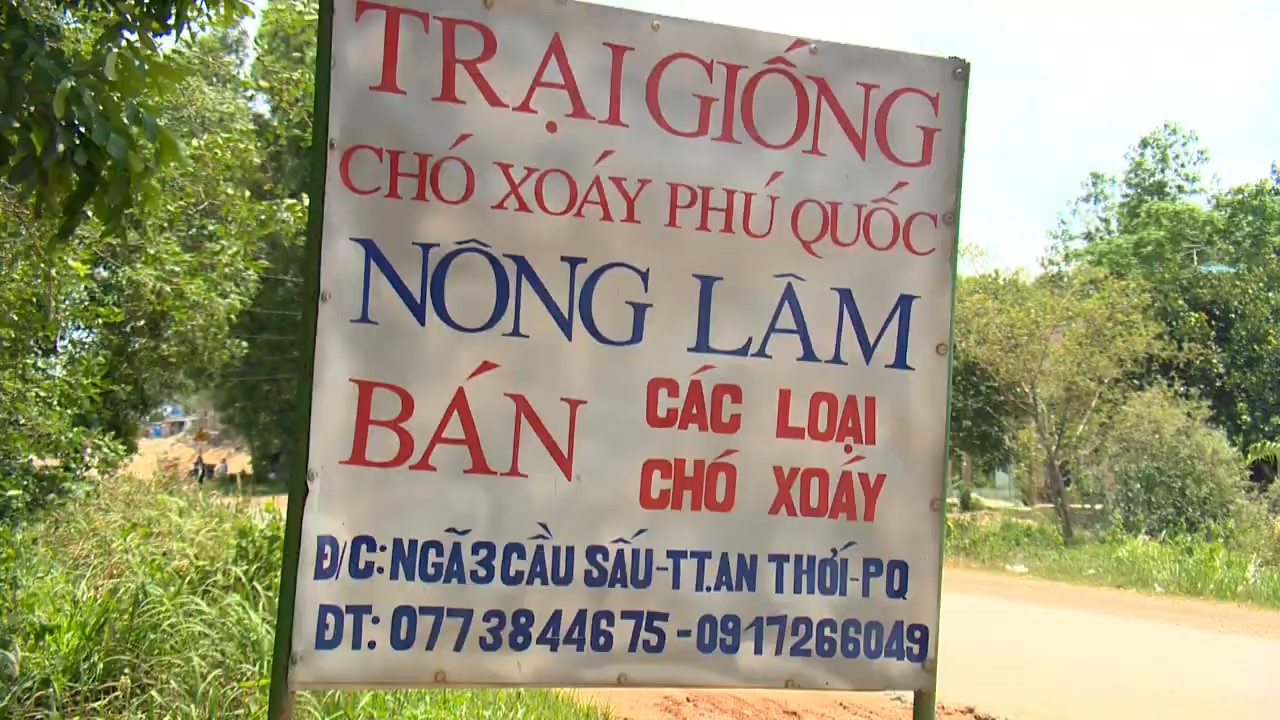 TRẠI GIỐNG
CHÓ XOÁY PHÚ QUỐC
NÔNG LÂM
BÁN CÁC LOẠI CHÓ XOÁY
Đ/C: NGÃ 3 CẦU SẤU-TT.AN THỚI-PQ
ĐT: 0773844675-0917266049